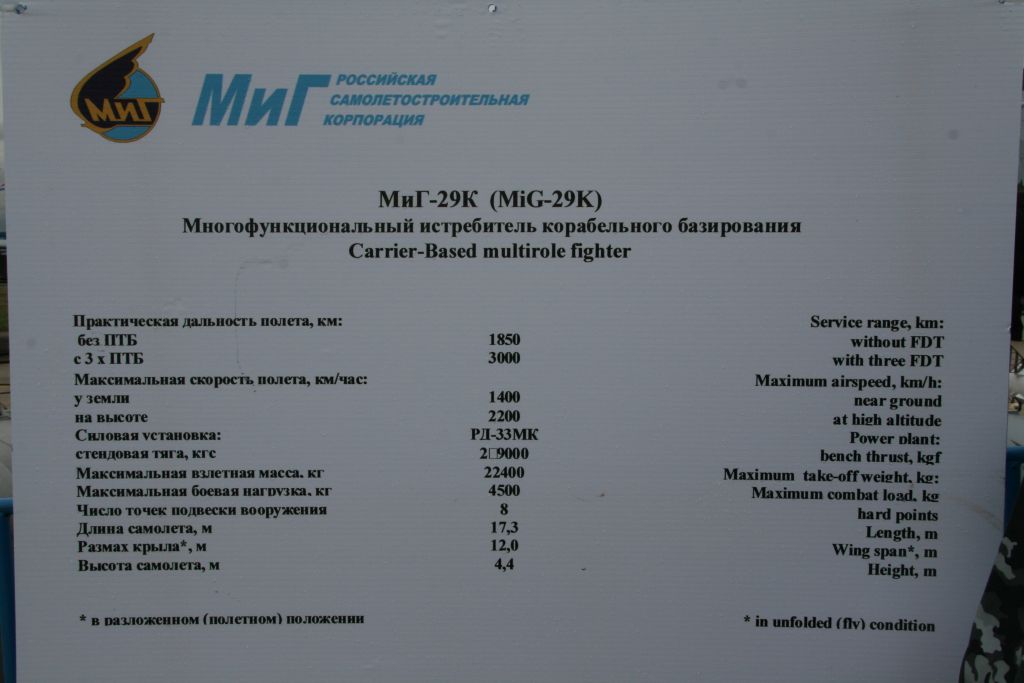 МиГ
МиГ РОССИЙСКАЯ
САМОЛЕТОСТРОИТЕЛЬНАЯ
КОРПОРАЦИЯ
МиГ-29К (MiG-29K)
Многофункциональный истребитель корабельного базирования
Carrier-Based multirole fighter
Практическая дальность полета, км: Service range, km:
без ПТБ 1850 without FDT
с 3 х ПТБ 3000 with three FDT
Максимальная скорость полета, км/час: Maximum airspeed, km/h:
у земли 1400 near ground
на высоте 2200 at high altitude
Силовая установка: РД-33МК Power plant:
стендовая тяга, кгс 2□9000 bench thrust, kgf
Максимальная взлетная масса, кг 22400 Maximum take-off weight, kg:
Максимальная боевая нагрузка, кг 4500 Maximum combat load, kg
Число точек подвески вооружения 8 hard points
Длина самолета, м 17,3 Length, m
Размах крыла*, м 12,0 Wing span*, m
Высота самолета, м 4,4 Height, m
* в разложенном (полетном) положении * in unfolded (fly) condition